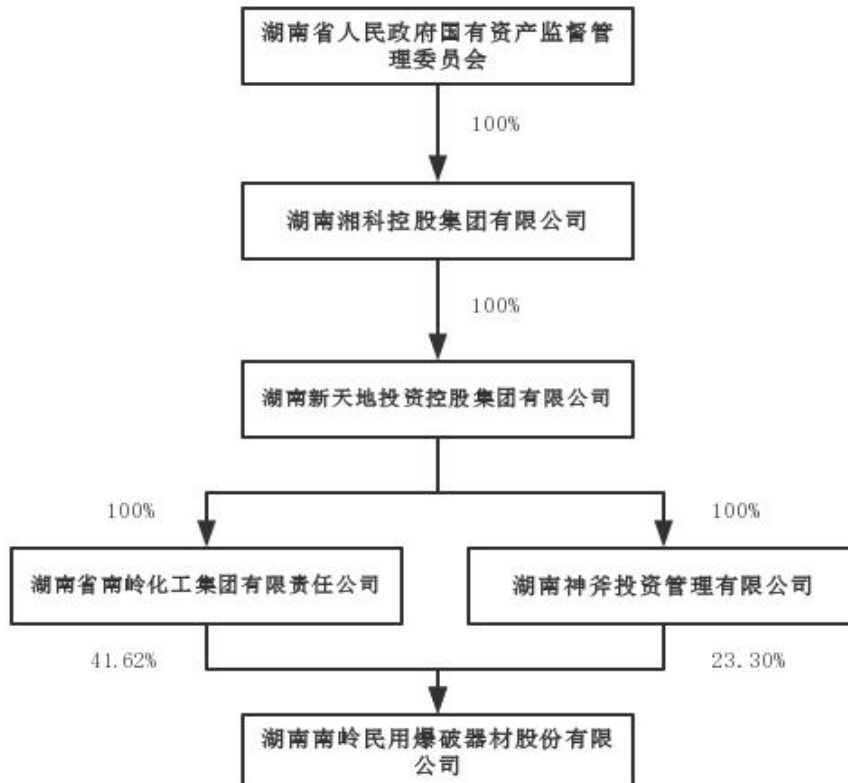 湖南省人民政府国有资产监督管
理委员会
100%
湖南湘科控股集团有限公司
100%
湖南新天地投资控股集团有限公司
100%
100%
湖南省南岭化工集团有限责任公司
湖南神斧投资管理有限公司
41.62%
23.30%
湖南南岭民用爆破器材股份有限
公司